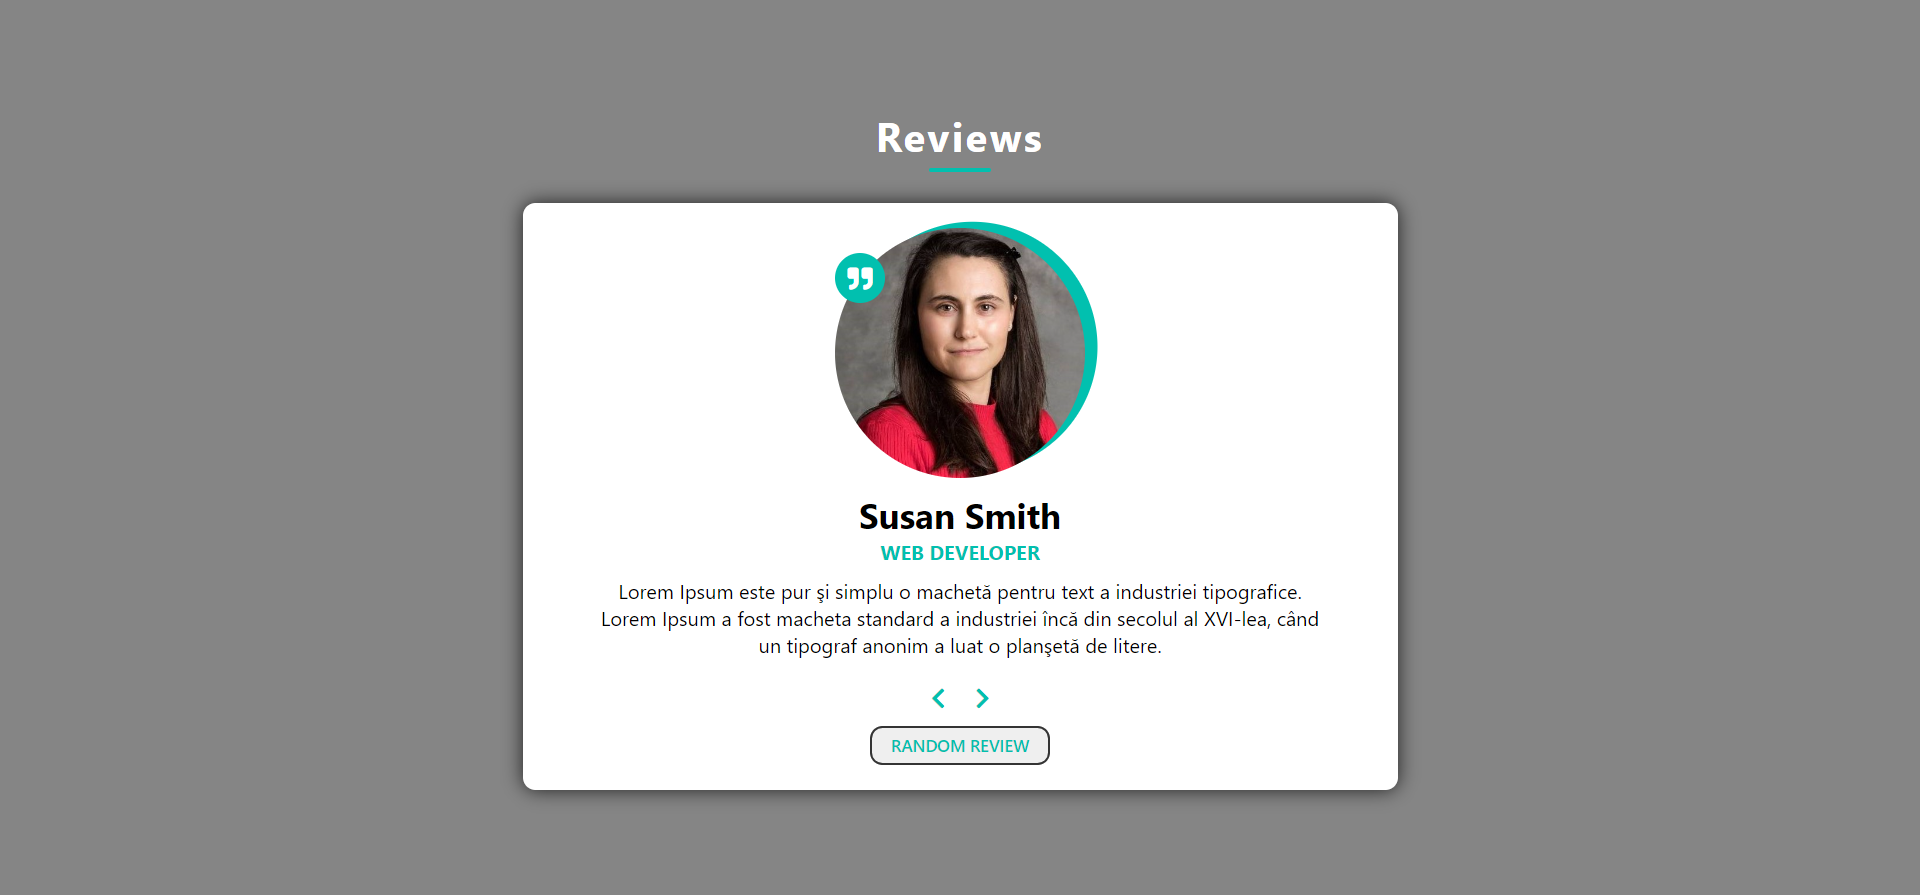 Reviews
Susan Smith
WEB DEVELOPER
Lorem Ipsum este pur şi simplu o machetă pentru text a industriei tipografice.
Lorem Ipsum a fost macheta standard a industriei încă din secolul al XVI-lea, când
un tipograf anonim a luat o planşetă de litere.
RANDOM REVIEW